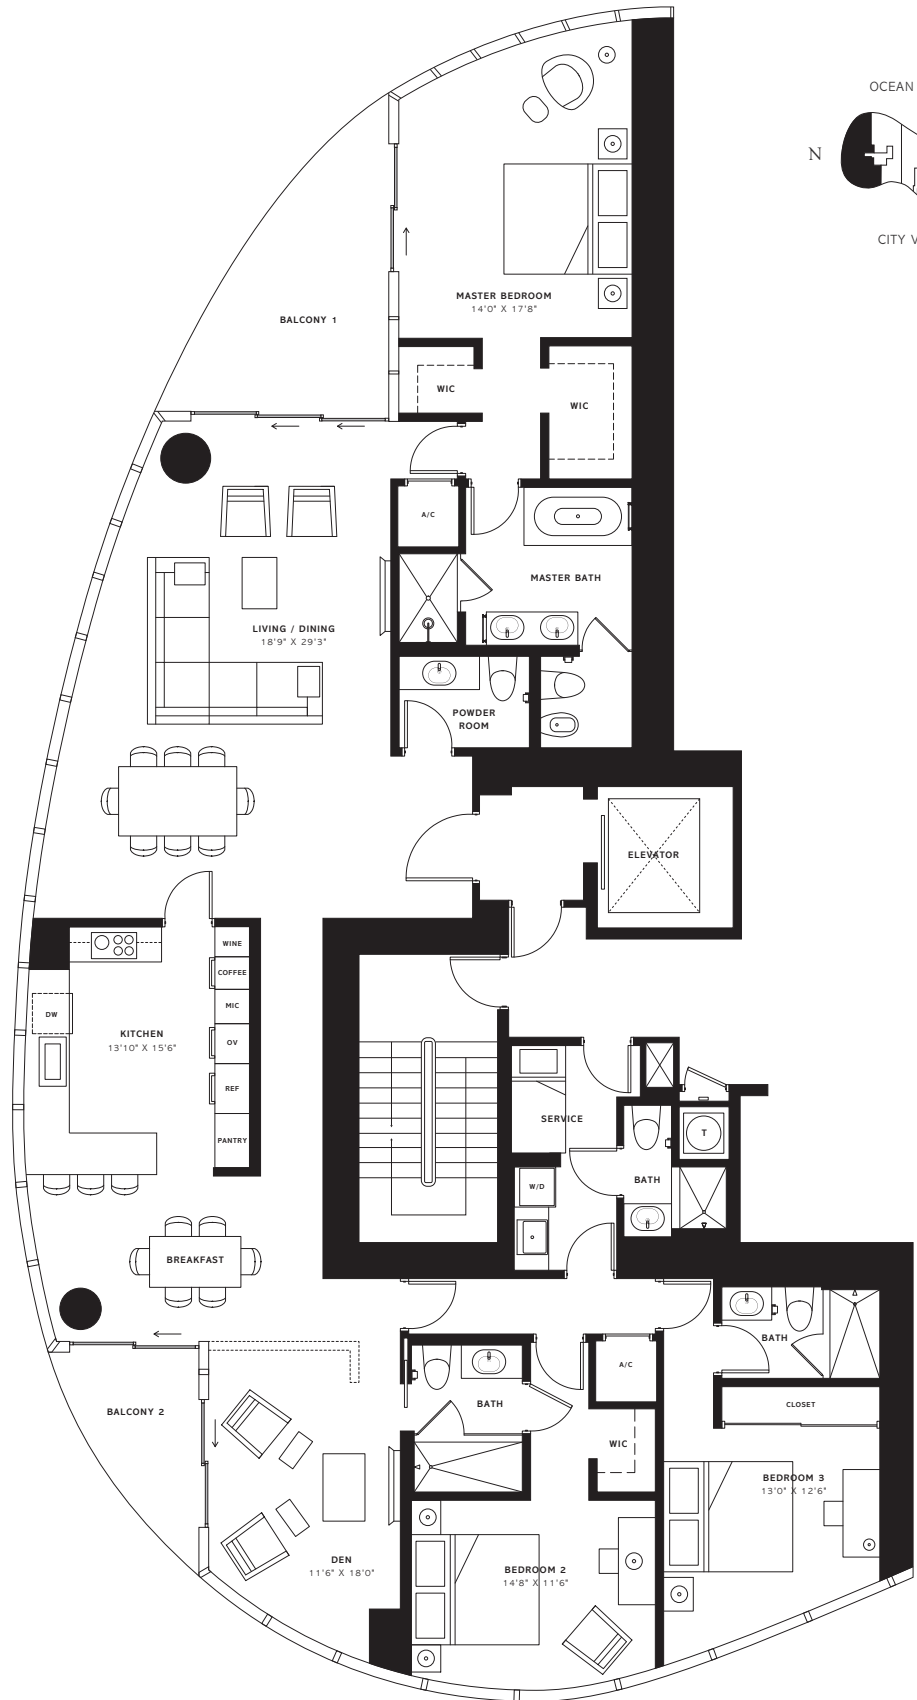 OCEAN
N
CITY V
MASTER BEDROOM
14'0" X 17'8"
BALCONY 1
WIC
WIC
A/C
MASTER BATH
LIVING / DINING
18'9" X 29'3"
POWDER
ROOM
ELEVATOR
WINE
COFFEE
MIC
DW
KITCHEN
13'10" X 15'6"
OV
REF
PANTRY
SERVICE
T
BATH
W/D
BREAKFAST
BATH
A/C
CLOSET
BALCONY 2
BATH
WIC
BEDROOM 3
13'0" X 12'6"
DEN
11'6" X 18'0"
BEDROOM 2
14'8" X 11'6"